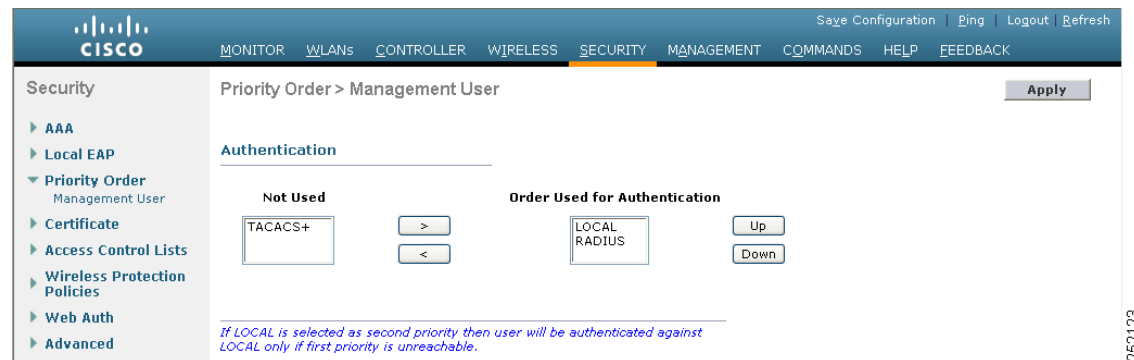 Save Configuration | Ping | Logout | Refresh
CISCO
MONITOR WLANs CONTROLLER WIRELESS SECURITY MANAGEMENT COMMANDS HELP FEEDBACK
Security
AAA
Local EAP
Priority Order
Management User
Certificate
Access Control Lists
Wireless Protection
Policies
Web Auth
Advanced
Priority Order > Management User
Apply
Authentication
Not Used
Order Used for Authentication
TACACS+
>
<
LOCAL
RADIUS
Up
Down
If LOCAL is selected as second priority then user will be authenticated against
LOCAL only if first priority is unreachable.